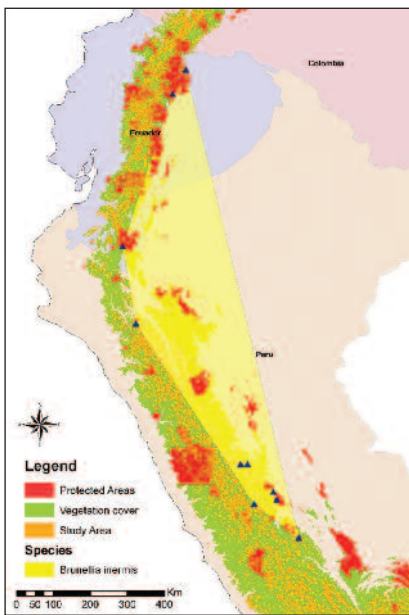 Colombia
Ecuador
Peru
Legend
Protected Areas
Vegetation cover
Study Area
Species
Brunellia inermis
0 50 100 200 300 400
Km